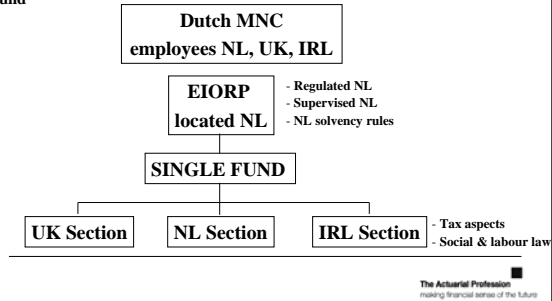 und
Dutch MNC
employees NL, UK, IRL
EIORP
located NL
- Regulated NL
- Supervised NL
- NL solvency rules
SINGLE FUND
UK Section
NL Section
IRL Section
- Tax aspects
- Social & labour law
The Actuarial Profession
making financial sense of the future